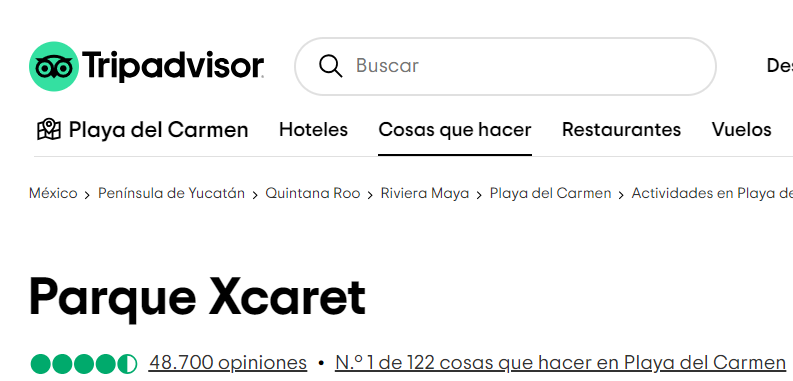 Tripadvisor
Buscar
Des
Playa del Carmen Hoteles Cosas que hacer Restaurantes Vuelos
México > Península de Yucatán > Quintana Roo > Riviera Maya > Playa del Carmen > Actividades en Playa de
Parque Xcaret
48.700 opiniones • N.º 1 de 122 cosas que hacer en Playa del Carmen